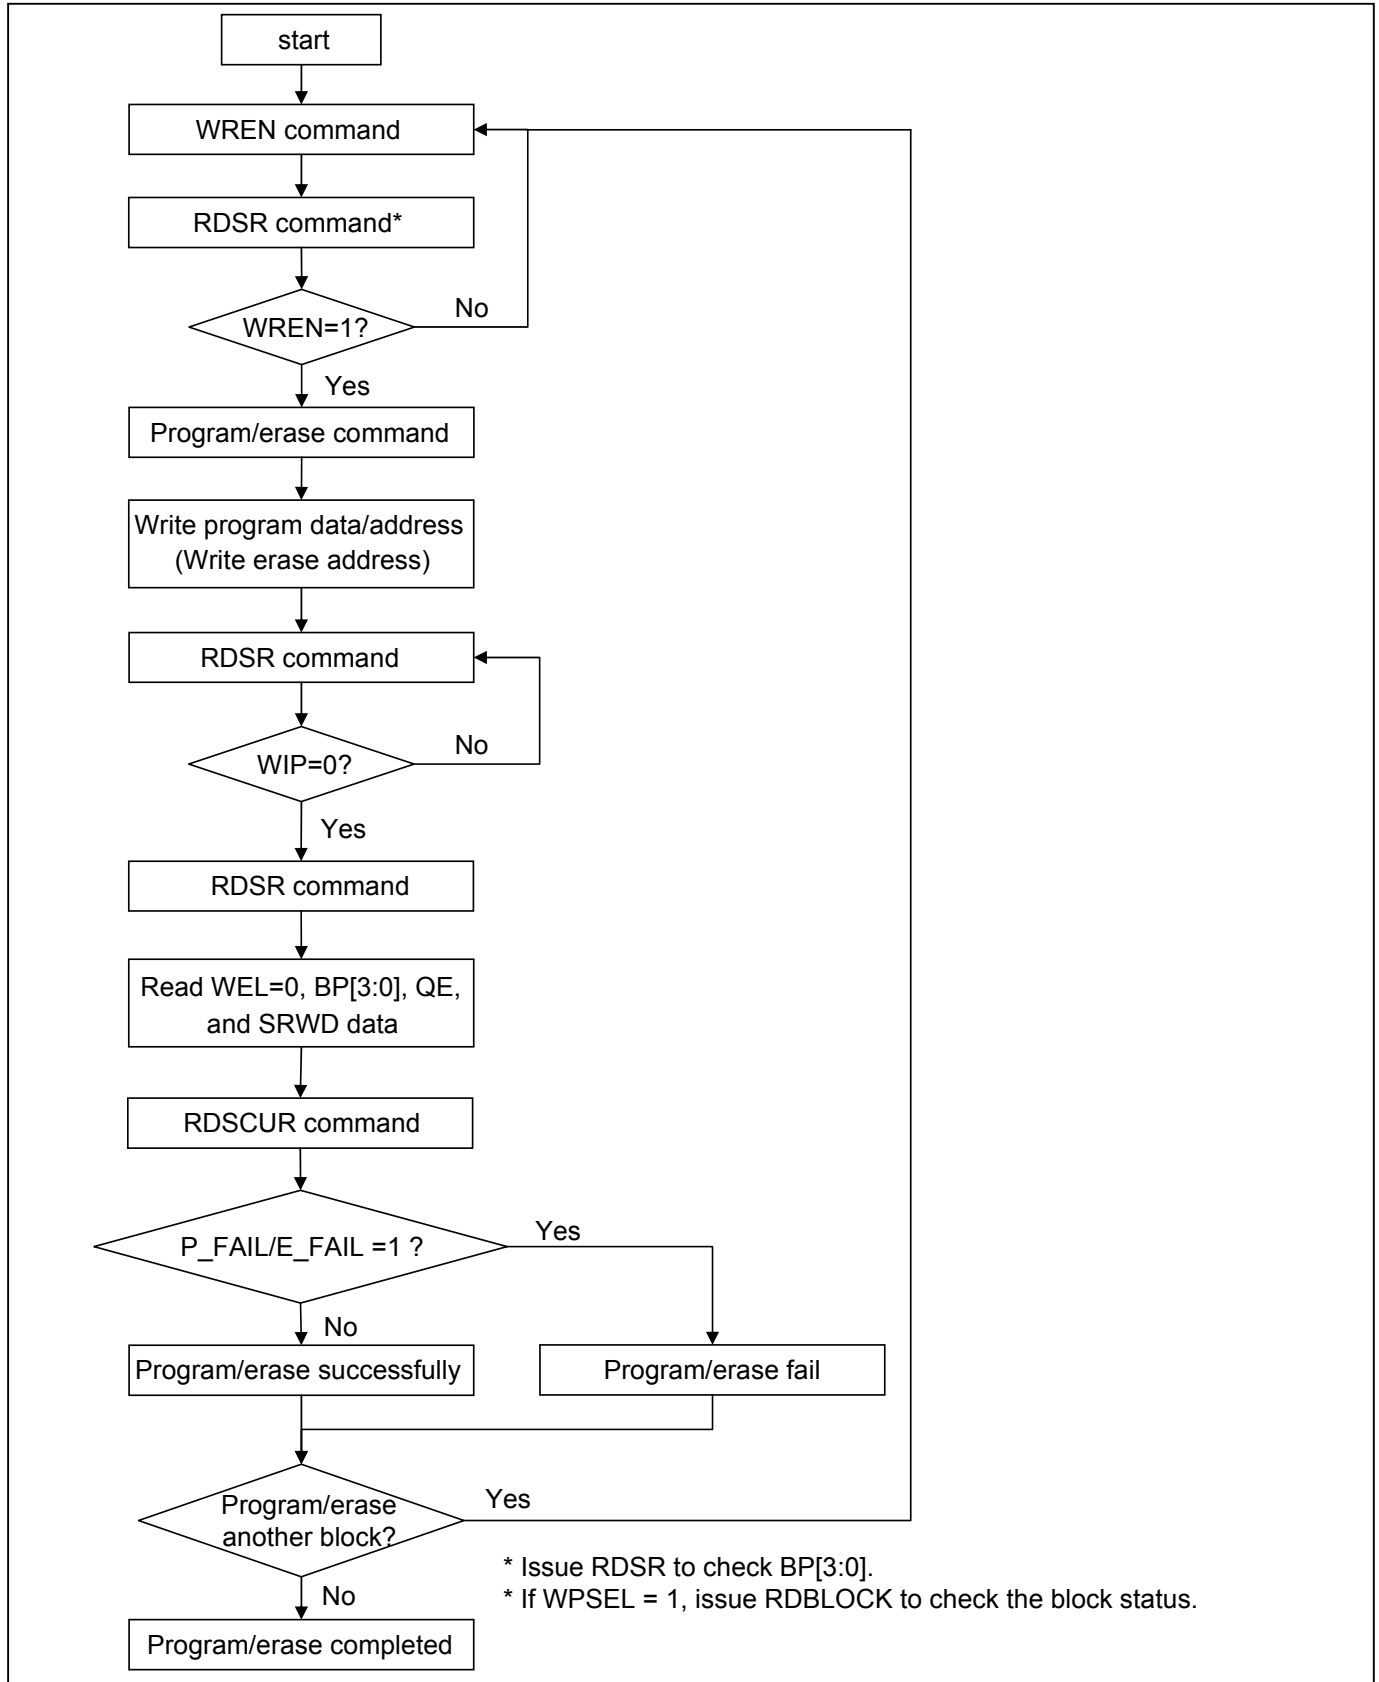 start
WREN command
RDSR command*
WREN=1?
No
Yes
Program/erase command
Write program data/address
(Write erase address)
RDSR command
WIP=0?
No
Yes
RDSR command
Read WEL=0, BP[3:0], QE,
and SRWD data
RDSCUR command
P_FAIL/E_FAIL =1 ?
Yes
No
Program/erase successfully
Program/erase fail
Program/erase
another block?
Yes
* Issue RDSR to check BP[3:0].
* If WPSEL = 1, issue RDBLOCK to check the block status.
No
Program/erase completed